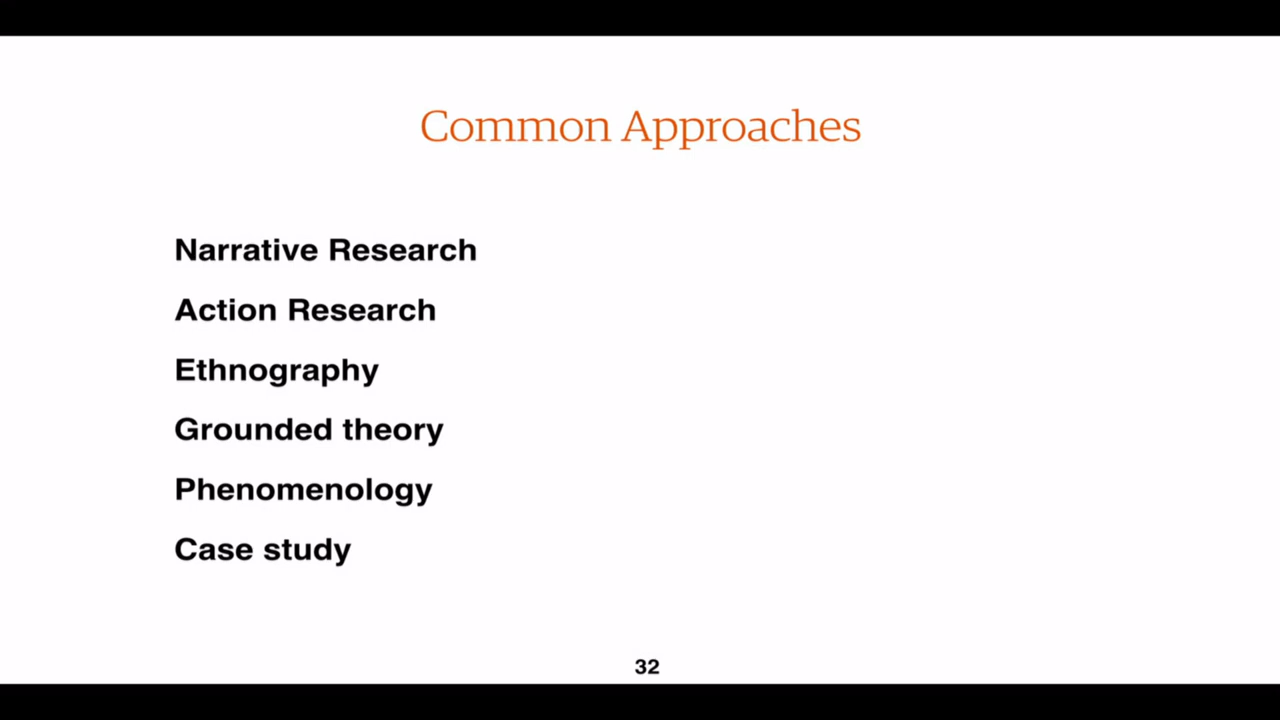 Common Approaches
Narrative Research
Action Research
Ethnography
Grounded theory
Phenomenology
Case study
32